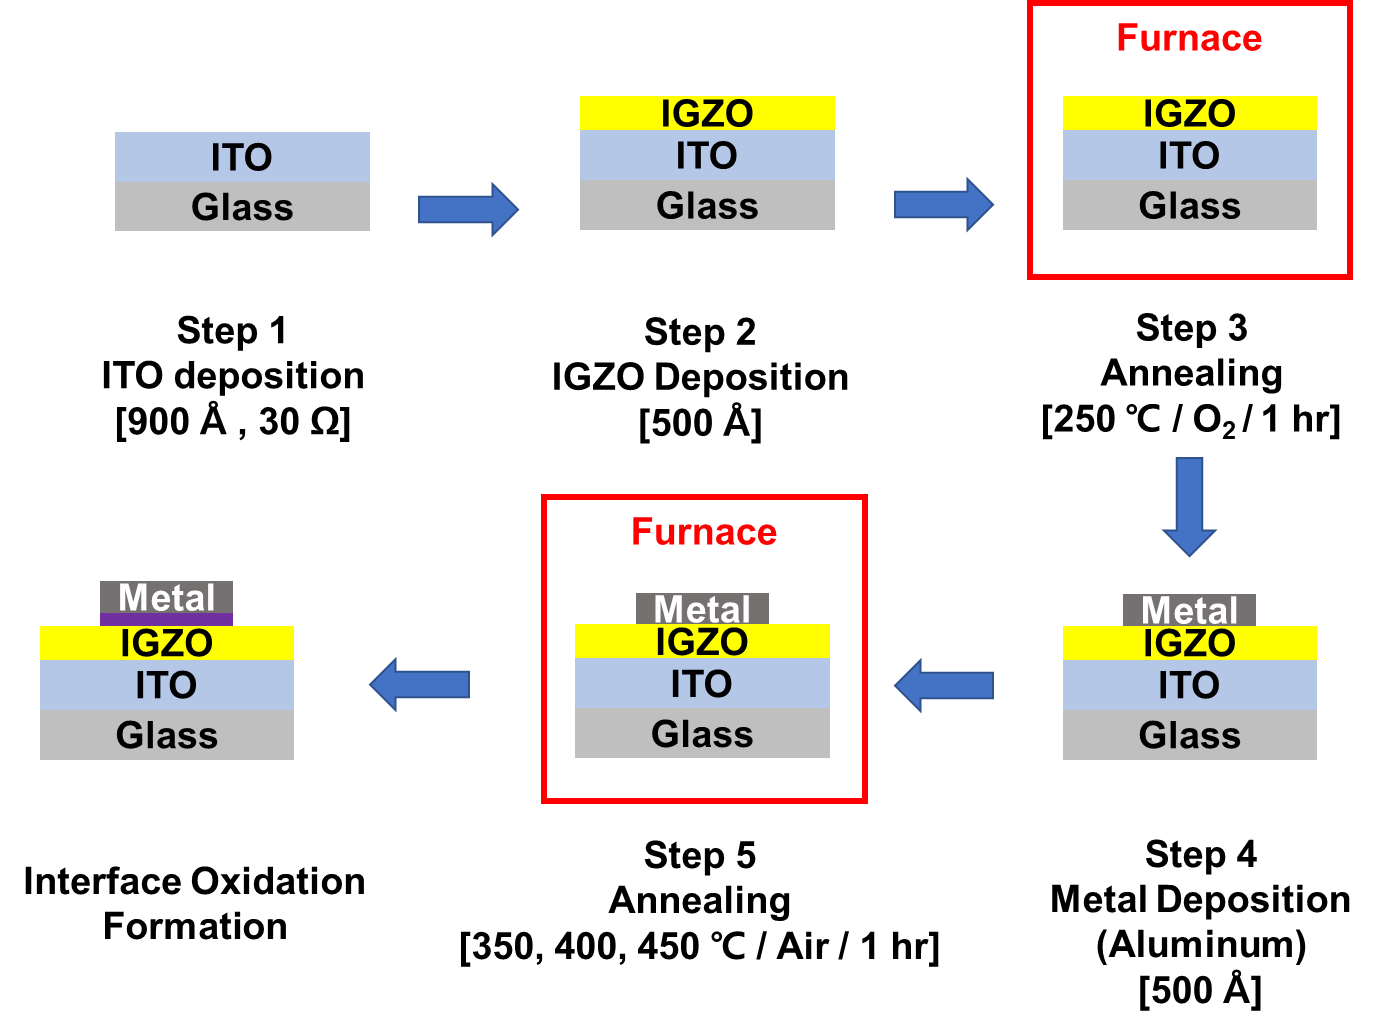 ITO
Glass
Step 1
ITO deposition
[900 Å , 30 Ω]
IGZO
ITO
Glass
Step 2
IGZO Deposition
[500 Å]
Furnace
IGZO
ITO
Glass
Step 3
Annealing
[250 ℃ / O₂ / 1 hr]
Metal
IGZO
ITO
Glass
Step 4
Metal Deposition
(Aluminum)
[500 Å]
Furnace
Metal
IGZO
ITO
Glass
Step 5
Annealing
[350, 400, 450 ℃ / Air / 1 hr]
Metal
IGZO
ITO
Glass
Interface Oxidation
Formation